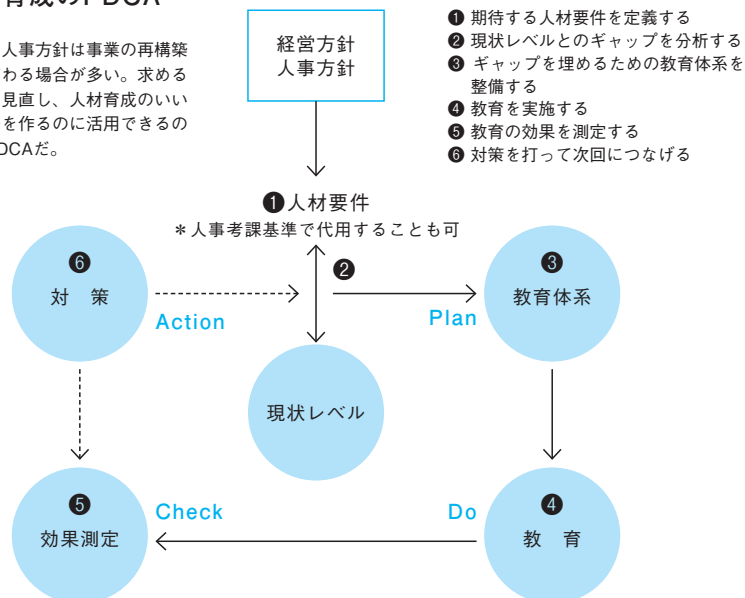 育成のPDCA
人事方針は事業の再構築
わる場合が多い。求める
見直し、人材育成のいい
を作るのに活用できるの
DCAだ。
経営方針
人事方針
❶ 期待する人材要件を定義する
❷ 現状レベルとのギャップを分析する
❸ ギャップを埋めるための教育体系を
整備する
❹ 教育を実施する
❺ 教育の効果を測定する
❻ 対策を打って次回につなげる
❶人材要件
＊人事考課基準で代用することも可
❷
❻
対　策
Action
Plan
❸
教育体系
現状レベル
❺
効果測定
Check
Do
❹
教　育